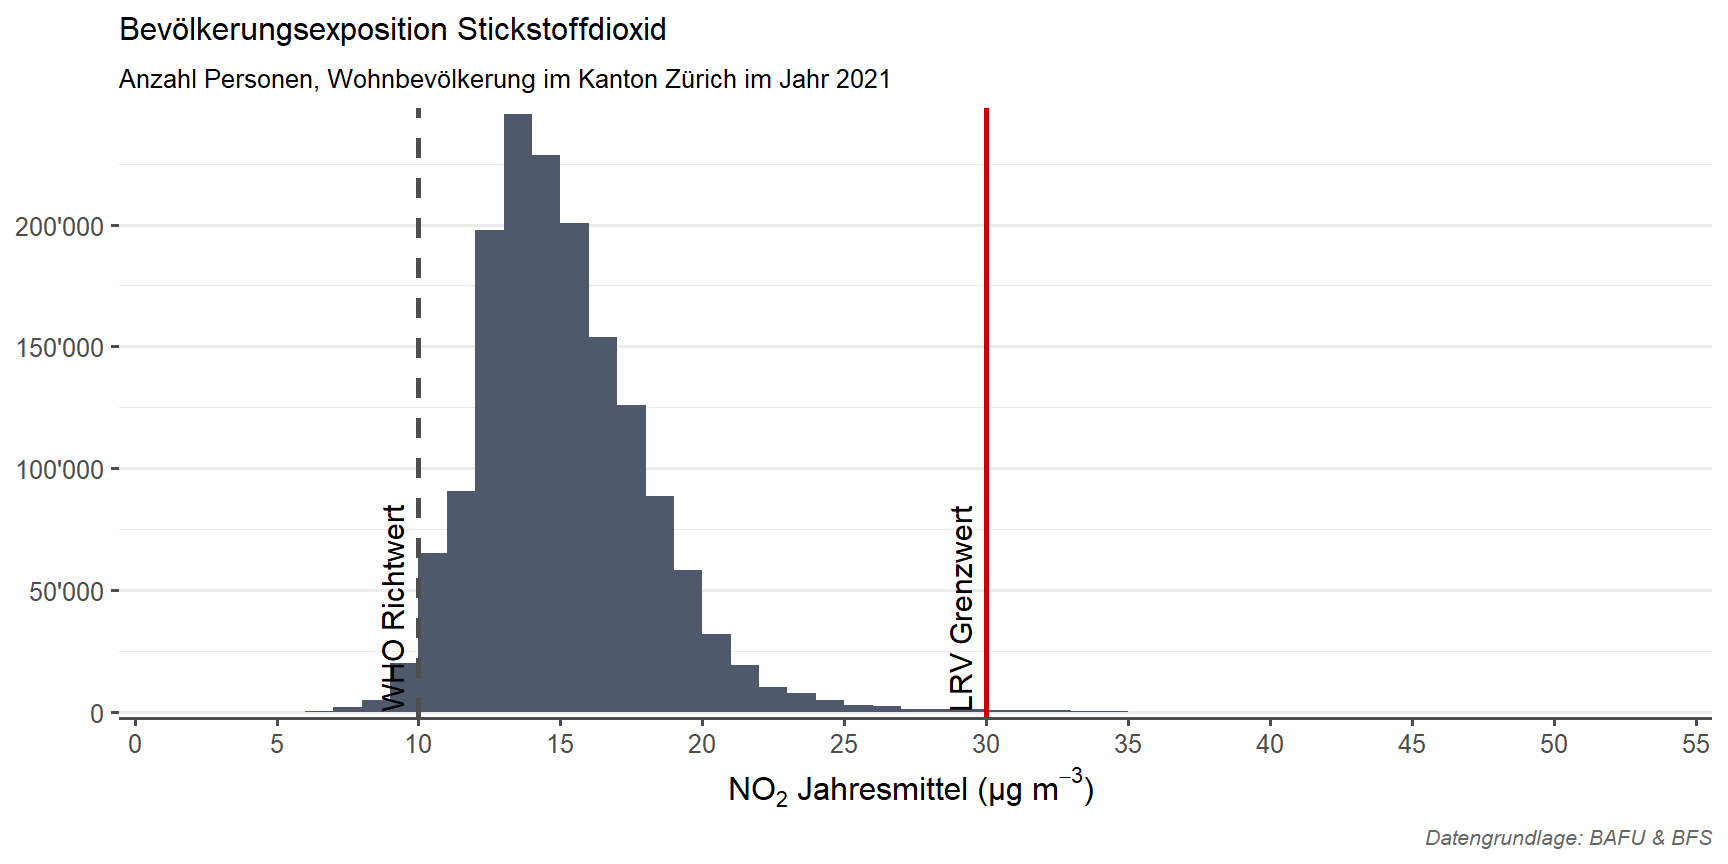 Bevölkerungsexposition Stickstoffdioxid
Anzahl Personen, Wohnbevölkerung im Kanton Zürich im Jahr 2021
200'000
150'000
100'000
50'000
0
WHO Richtwert
LRV Grenzwert
0 5 10 15 20 25 30 35 40 45 50 55
NO₂ Jahresmittel (µg m⁻³)
Datengrundlage: BAFU & BFS